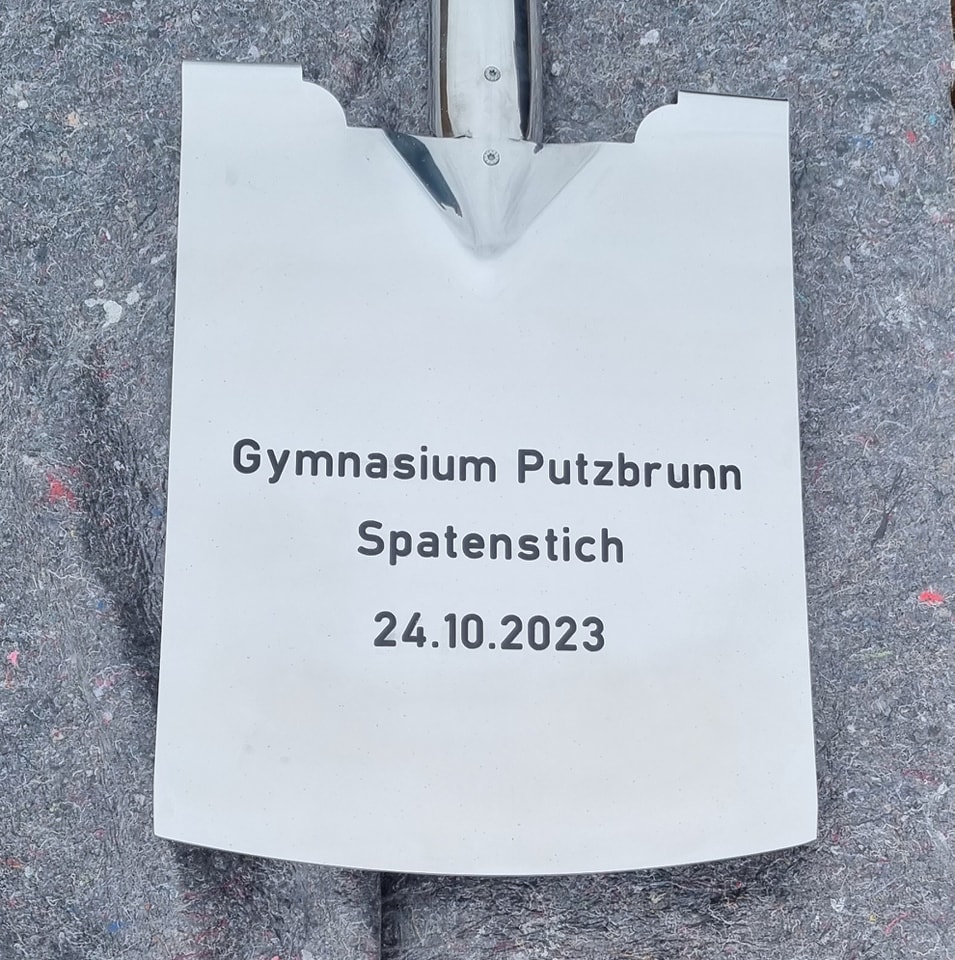 Gymnasium Putzbrunn
Spatenstich
24.10.2023